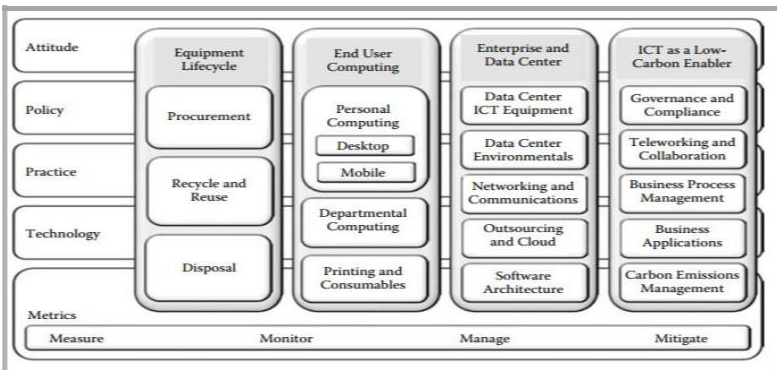 Attitude
Policy
Practice
Technology
Metrics
Equipment
Lifecycle
Procurement
Recycle and
Reuse
Disposal
End User
Computing
Personal
Computing
Desktop
Mobile
Departmental
Computing
Printing and
Consumables
Enterprise and
Data Center
Data Center
ICT Equipment
Data Center
Environmentals
Networking and
Communications
Outsourcing
and Cloud
Software
Architecture
ICT as a Low-
Carbon Enabler
Governance and
Compliance
Teleworking and
Collaboration
Business Process
Management
Business
Applications
Carbon Emissions
Management
Measure Monitor Manage Mitigate